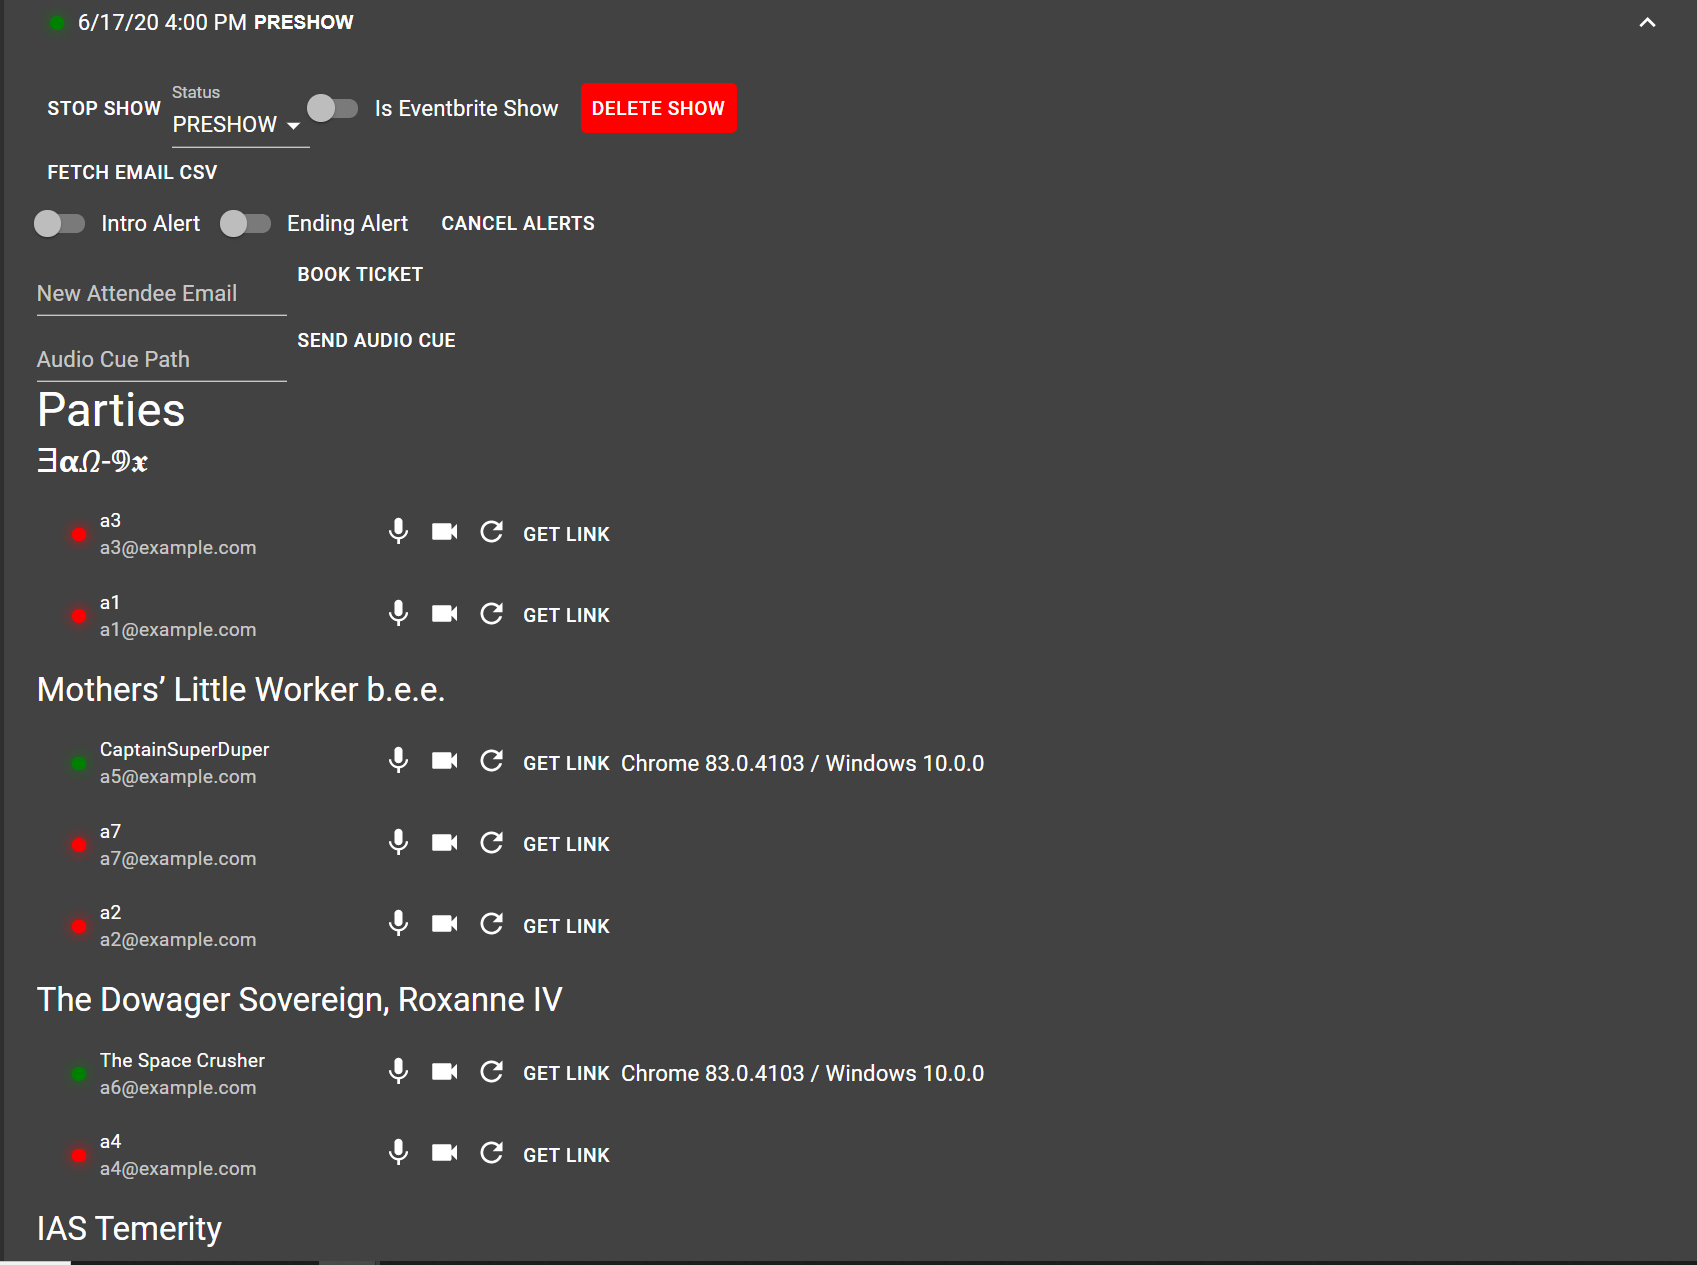 6/17/20 4:00 PM PRESHOW
STOP SHOW
Status
PRESHOW
Is Eventbrite Show
DELETE SHOW
FETCH EMAIL CSV
Intro Alert
Ending Alert
CANCEL ALERTS
New Attendee Email
BOOK TICKET
Audio Cue Path
SEND AUDIO CUE
Parties
∃𝝰𝛺-𝔓𝖝
a3
a3@example.com
GET LINK
a1
a1@example.com
GET LINK
Mothers’ Little Worker b.e.e.
CaptainSuperDuper
a5@example.com
GET LINK Chrome 83.0.4103 / Windows 10.0.0
a7
a7@example.com
GET LINK
a2
a2@example.com
GET LINK
The Dowager Sovereign, Roxanne IV
The Space Crusher
a6@example.com
GET LINK Chrome 83.0.4103 / Windows 10.0.0
a4
a4@example.com
GET LINK
IAS Temerity